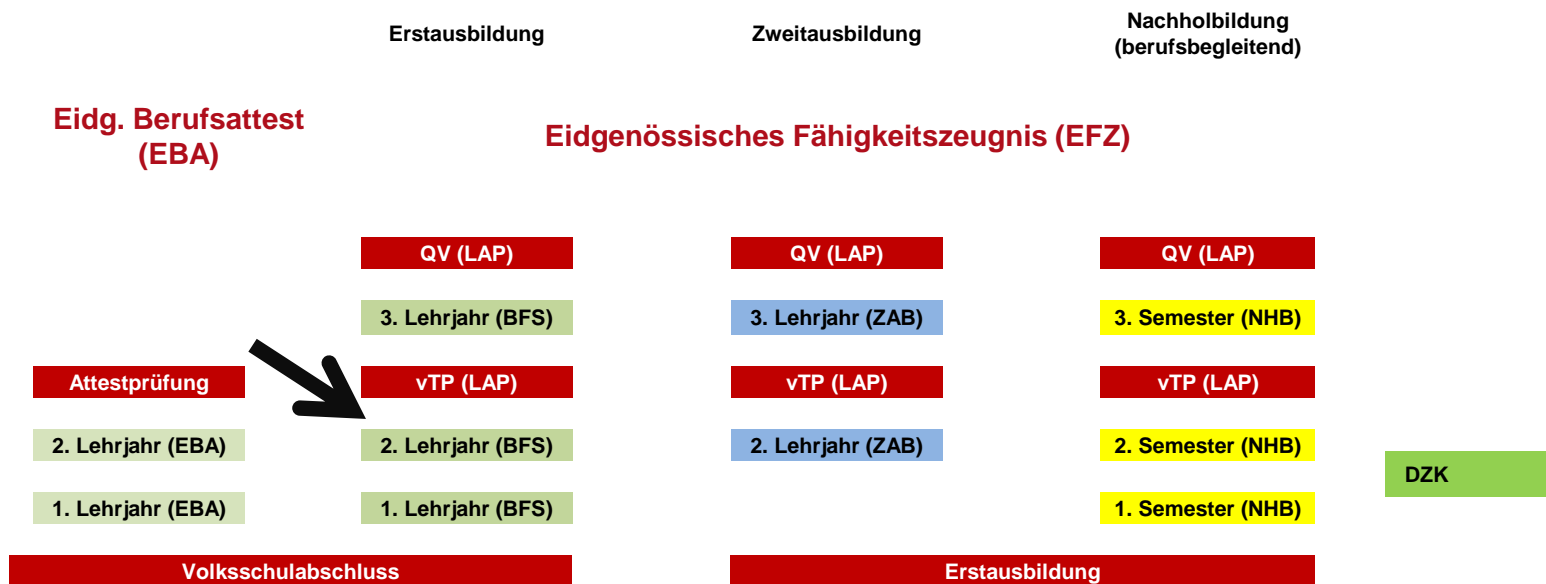 Erstausbildung
Zweitausbildung
Nachholbildung
(berufsbegleitend)
Eidg. Berufsattest
(EBA)
Eidgenössisches Fähigkeitszeugnis (EFZ)
QV (LAP)
QV (LAP)
QV (LAP)
3. Lehrjahr (BFS)
3. Lehrjahr (ZAB)
3. Semester (NHB)
Attestprüfung
vTP (LAP)
vTP (LAP)
vTP (LAP)
2. Lehrjahr (EBA)
2. Lehrjahr (BFS)
2. Lehrjahr (ZAB)
2. Semester (NHB)
DZK
1. Lehrjahr (EBA)
1. Lehrjahr (BFS)
1. Semester (NHB)
Volksschulabschluss
Erstausbildung